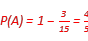 P(A) = 1 − 3/15 = 4/5